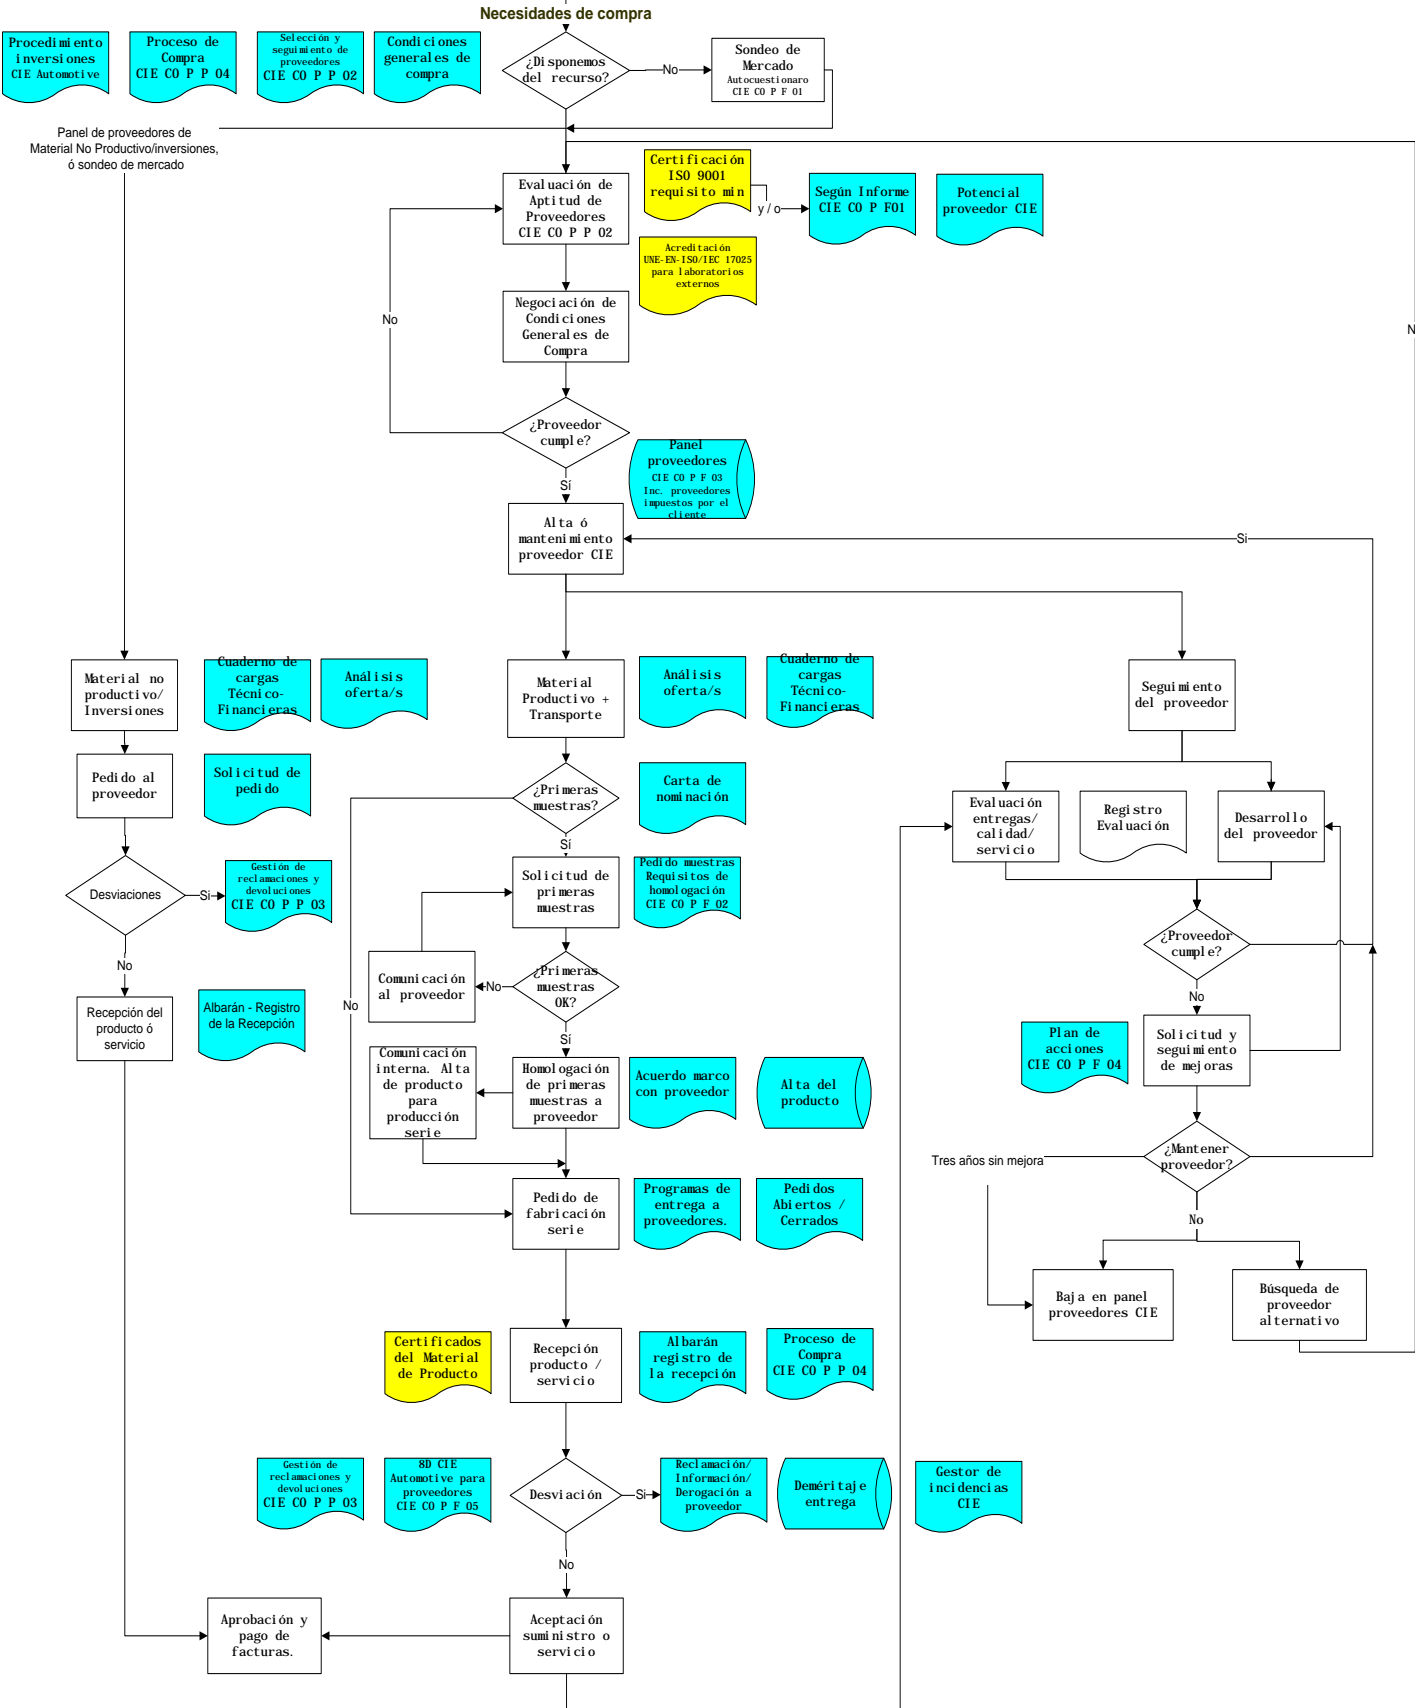 Necesidades de compra
Procedimiento
inversiones
CIE Automotive
Proceso de
Compra
CIE CO P P 04
Selección y
seguimiento de
proveedores
CIE CO P P 02
Condiciones
generales de
compra
¿Disponemos
del recurso?
No
Sondeo de
Mercado
Autocuestionaro
CIE CO P F 01
Panel de proveedores de
Material No Productivo/inversiones,
ó sondeo de mercado
Evaluación de
Aptitud de
Proveedores
CIE CO P P 02
Certificación
ISO 9001
requisito min
y / o
Según Informe
CIE CO P F01
Potencial
proveedor CIE
Acreditación
UNE-EN-ISO/IEC 17025
para laboratorios
externos
Negociación de
Condiciones
Generales de
Compra
No
N
¿Proveedor
cumple?
Sí
Panel
proveedores
CIE CO P F 03
Inc. proveedores
impuestos por el
cliente
Alta ó
mantenimiento
proveedor CIE
Si
Material no
productivo/
Inversiones
Cuaderno de
cargas
Técnico-
Financieras
Análisis
oferta/s
Material
Productivo +
Transporte
Análisis
oferta/s
Cuaderno de
cargas
Técnico-
Financieras
Seguimiento
del proveedor
Pedido al
proveedor
Solicitud de
pedido
¿Primeras
muestras?
Carta de
nominación
Evaluación
entregas/
calidad/
servicio
Registro
Evaluación
Desarrollo
del proveedor
Sí
Desviaciones
Si
Gestión de
reclamaciones y
devoluciones
CIE CO P P 03
Solicitud de
primeras
muestras
Pedido muestras
Requisitos de
homologación
CIE CO P F 02
¿Proveedor
cumple?
No
Comunicación
al proveedor
No
¿Primeras
muestras
OK?
No
No
Recepción del
producto ó
servicio
Albarán - Registro
de la Recepción
Sí
Plan de
acciones
CIE CO P F 04
Solicitud y
seguimiento
de mejoras
Comunicación
interna. Alta
de producto
para
producción
serie
Homologación
de primeras
muestras a
proveedor
Acuerdo marco
con proveedor
Alta del
producto
Tres años sin mejora
¿Mantener
proveedor?
No
Pedido de
fabricación
serie
Programas de
entrega a
proveedores.
Pedidos
Abiertos /
Cerrados
Baja en panel
proveedores CIE
Búsqueda de
proveedor
alternativo
Certificados
del Material
de Producto
Recepción
producto /
servicio
Albarán
registro de
la recepción
Proceso de
Compra
CIE CO P P 04
Gestión de
reclamaciones y
devoluciones
CIE CO P P 03
8D CIE
Automotive para
proveedores
CIE CO P F 05
Desviación
Si
Reclamación/
Información/
Derogación a
proveedor
Deméritaje
entrega
Gestor de
incidencias
CIE
No
Aprobación y
pago de
facturas.
Aceptación
suministro o
servicio